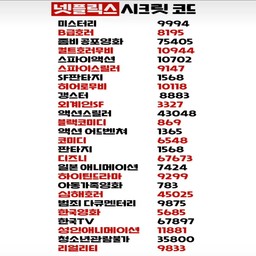 넷플릭스 시크릿 코드
미스터리 9994
B급호러 8195
좀비 공포영화 75405
컬트호러무비 10944
스파이액션 10702
스파이스릴러 9147
SF판타지 1568
히어로무비 10118
갱스터 8883
외계인SF 3327
액션스릴러 43048
블랙코미디 869
액션 어드벤쳐 1365
코미디 6548
판타지 1568
디즈니 67673
일본 애니메이션 7424
하이틴드라마 9299
아동가족영화 783
심해호러 45025
범죄 다큐멘터리 9875
한국영화 5685
한국TV 67897
성인애니메이션 11881
청소년관람불가 35800
리얼리티 9833